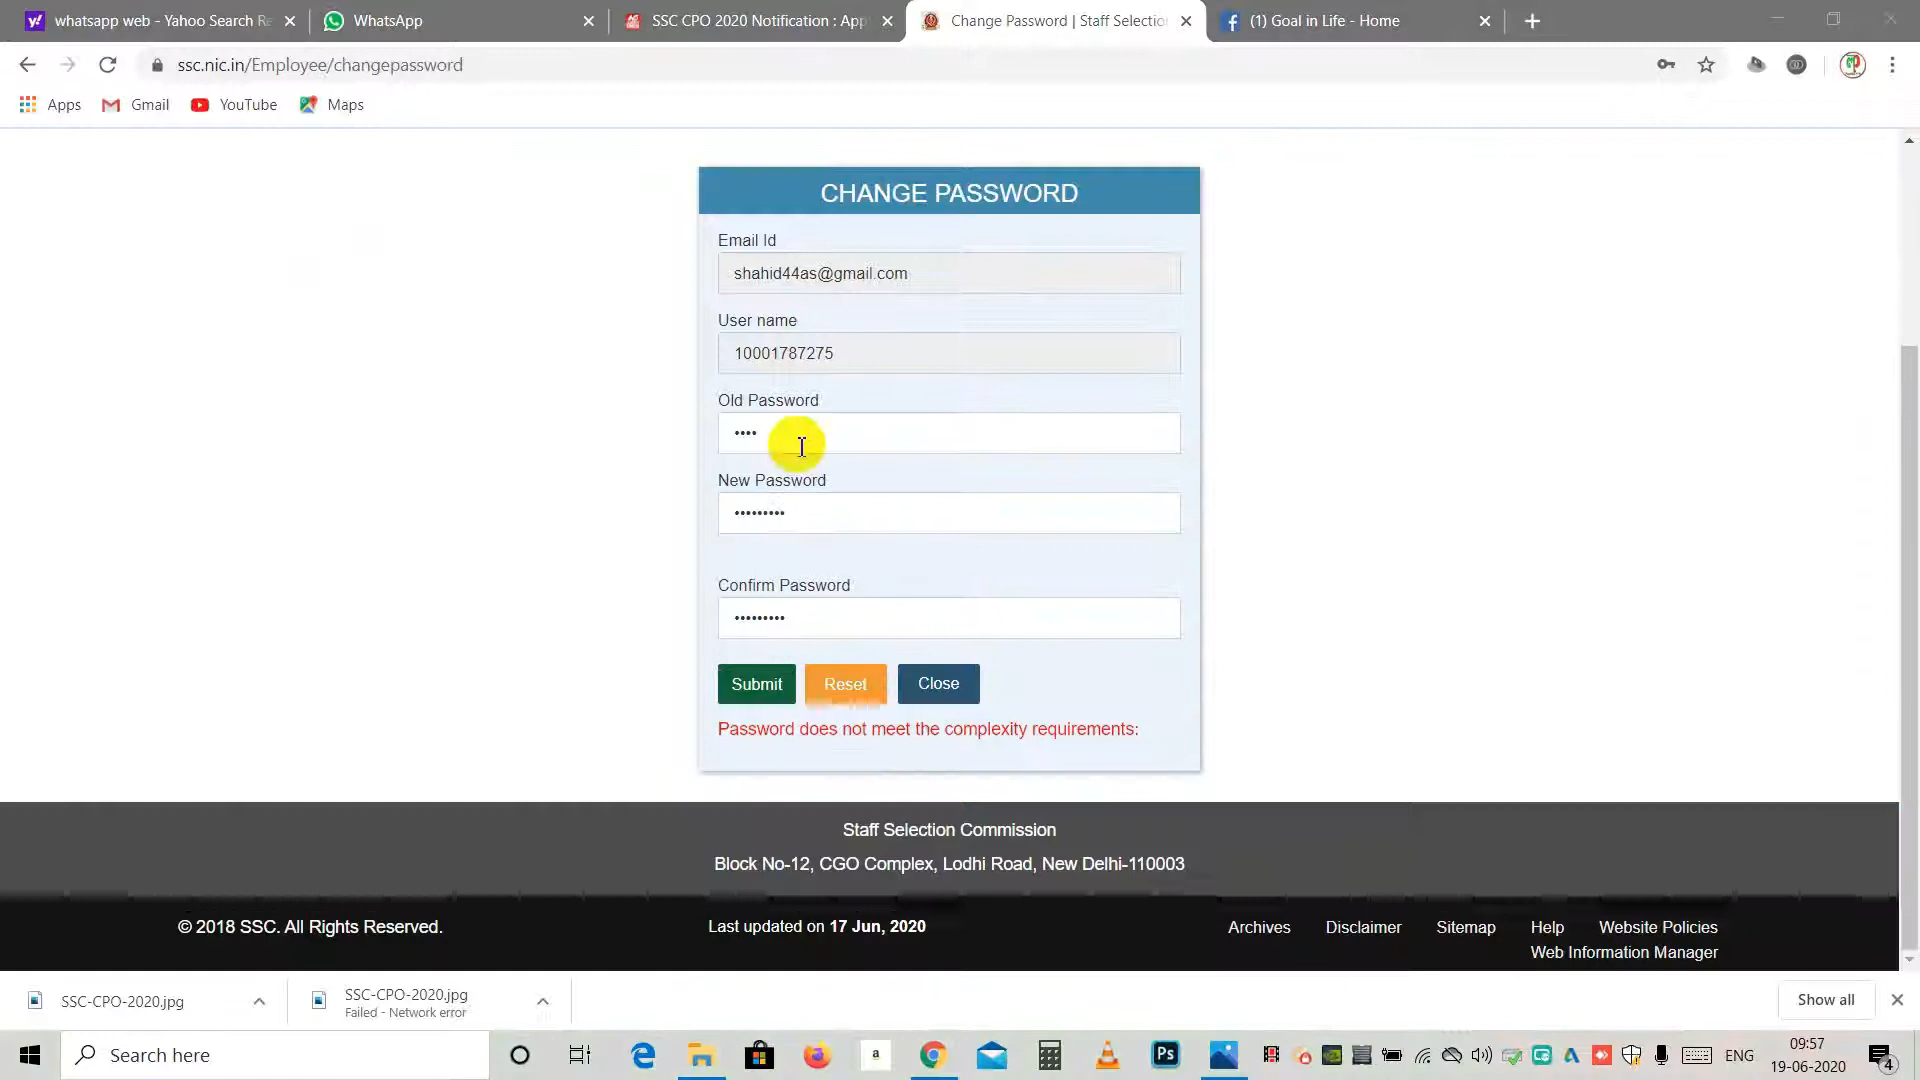 whatsapp web - Yahoo Search Re
WhatsApp
SSC CPO 2020 Notification : App
Change Password | Staff Selectio
(1) Goal in Life - Home
ssc.nic.in/Employee/changepassword
Apps
Gmail
YouTube
Maps
CHANGE PASSWORD
Email Id
shahid44as@gmail.com
User name
10001787275
Old Password
••••
New Password
•••••••••
Confirm Password
•••••••••
Submit
Reset
Close
Password does not meet the complexity requirements:
Staff Selection Commission
Block No-12, CGO Complex, Lodhi Road, New Delhi-110003
© 2018 SSC. All Rights Reserved.
Last updated on 17 Jun, 2020
Archives
Disclaimer
Sitemap
Help
Website Policies
Web Information Manager
SSC-CPO-2020.jpg
SSC-CPO-2020.jpg
Failed - Network error
Show all
Search here
a
Ps
ENG
09:57
19-06-2020
4